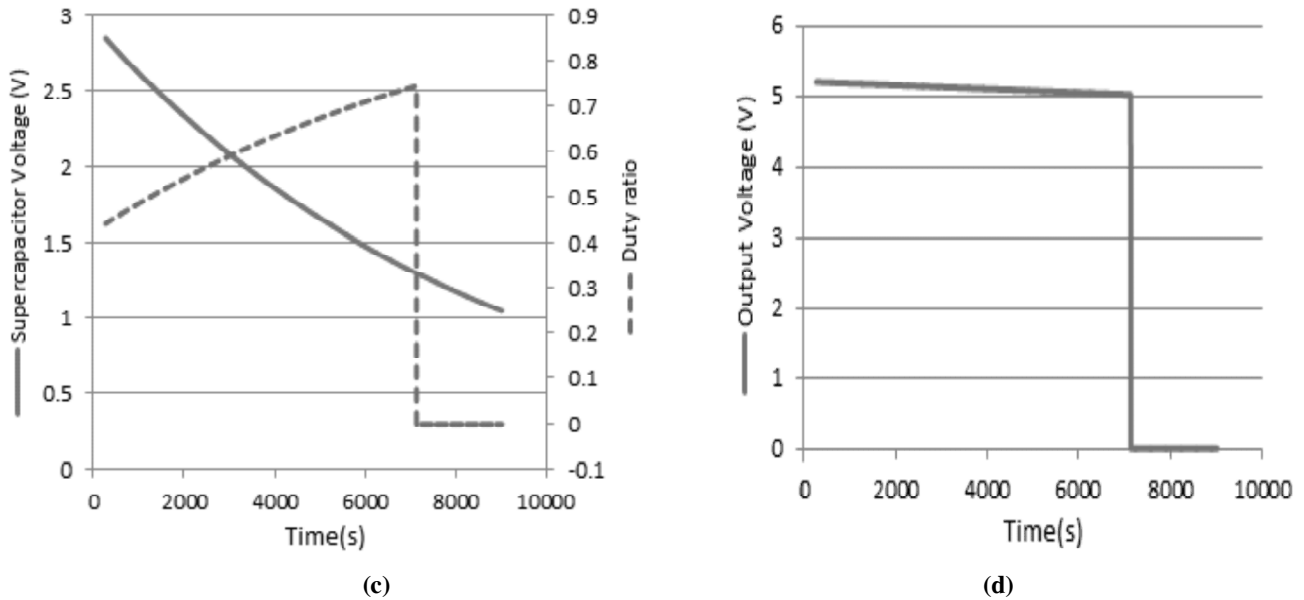 3
2.5
2
1.5
1
0.5
0
Supercapacitor Voltage (V)
0.9
0.8
0.7
0.6
0.5
0.4
0.3
0.2
0.1
0
-0.1
Duty ratio
0 2000 4000 6000 8000 10000
Time(s)
(c)
6
5
4
3
2
1
0
Output Voltage (V)
0 2000 4000 6000 8000 10000
Time(s)
(d)